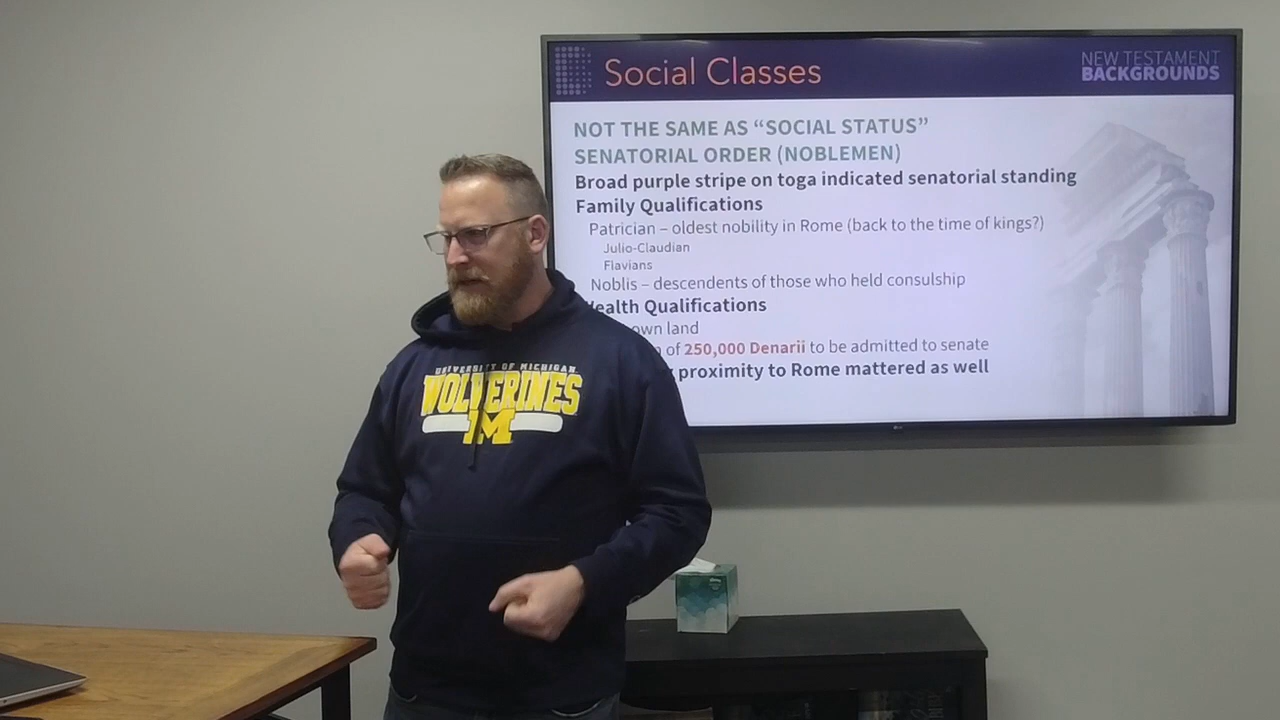 Social Classes
NEW TESTAMENT
BACKGROUNDS
NOT THE SAME AS “SOCIAL STATUS”
SENATORIAL ORDER (NOBLEMEN)
Broad purple stripe on toga indicated senatorial standing
Family Qualifications
Patrician – oldest nobility in Rome (back to the time of kings?)
Julio-Claudian
Flavians
Noblis – descendents of those who held consulship
Qualifications
own land
of 250,000 Denarii to be admitted to senate
proximity to Rome mattered as well
UNIVERSITY OF MICHIGAN
WOLVERINES
M
LG